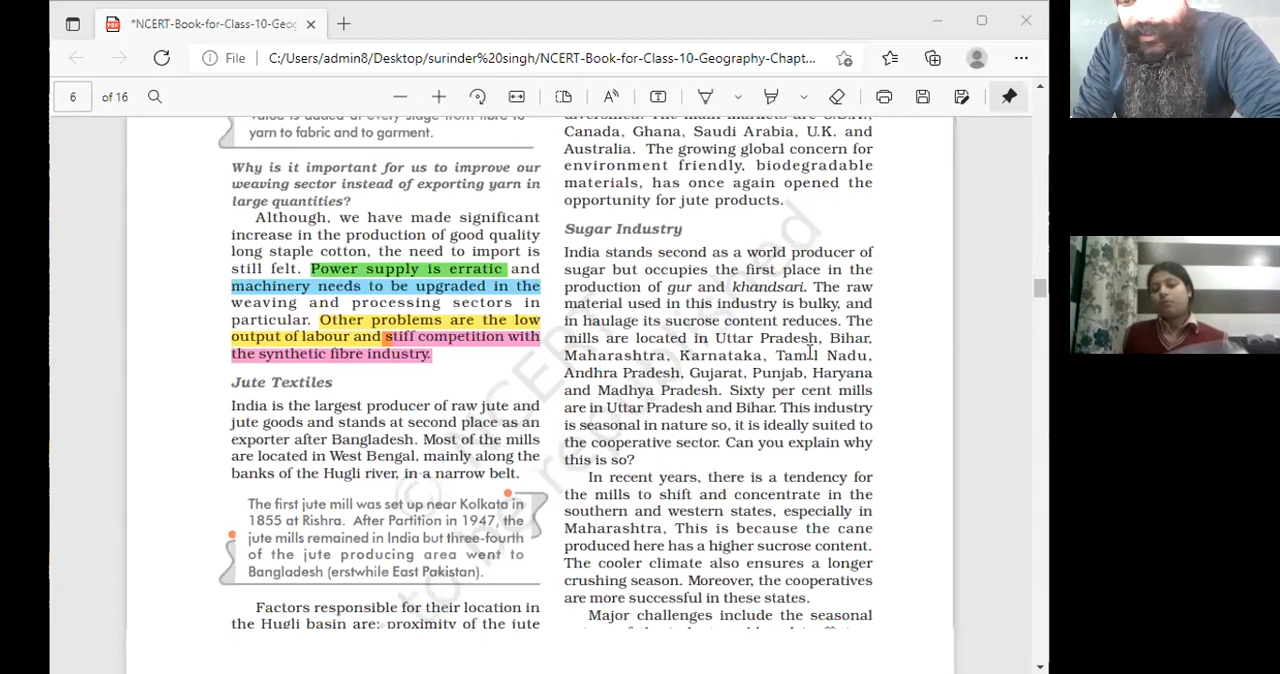 *NCERT-Book-for-Class-10-Geog
File
C:/Users/admin8/Desktop/surinder%20singh/NCERT-Book-for-Class-10-Geography-Chapt...
6
of 16
value is added at every stage from fibre to
yarn to fabric and to garment.
Why is it important for us to improve our
weaving sector instead of exporting yarn in
large quantities?
Although, we have made significant
increase in the production of good quality
long staple cotton, the need to import is
still felt. Power supply is erratic and
machinery needs to be upgraded in the
weaving and processing sectors in
particular. Other problems are the low
output of labour and stiff competition with
the synthetic fibre industry.
Jute Textiles
India is the largest producer of raw jute and
jute goods and stands at second place as an
exporter after Bangladesh. Most of the mills
are located in West Bengal, mainly along the
banks of the Hugli river, in a narrow belt.
The first jute mill was set up near Kolkata in
1855 at Rishra. After Partition in 1947, the
jute mills remained in India but three-fourth
of the jute producing area went to
Bangladesh (erstwhile East Pakistan).
Factors responsible for their location in
the Hugli basin are: proximity of the jute
diversified. The main markets are U.S.A.,
Canada, Ghana, Saudi Arabia, U.K. and
Australia. The growing global concern for
environment friendly, biodegradable
materials, has once again opened the
opportunity for jute products.
Sugar Industry
India stands second as a world producer of
sugar but occupies the first place in the
production of gur and khandsari. The raw
material used in this industry is bulky, and
in haulage its sucrose content reduces. The
mills are located in Uttar Pradesh, Bihar,
Maharashtra, Karnataka, Tamil Nadu,
Andhra Pradesh, Gujarat, Punjab, Haryana
and Madhya Pradesh. Sixty per cent mills
are in Uttar Pradesh and Bihar. This industry
is seasonal in nature so, it is ideally suited to
the cooperative sector. Can you explain why
this is so?
In recent years, there is a tendency for
the mills to shift and concentrate in the
southern and western states, especially in
Maharashtra, This is because the cane
produced here has a higher sucrose content.
The cooler climate also ensures a longer
crushing season. Moreover, the cooperatives
are more successful in these states.
Major challenges include the seasonal
© NCERT
to be republished